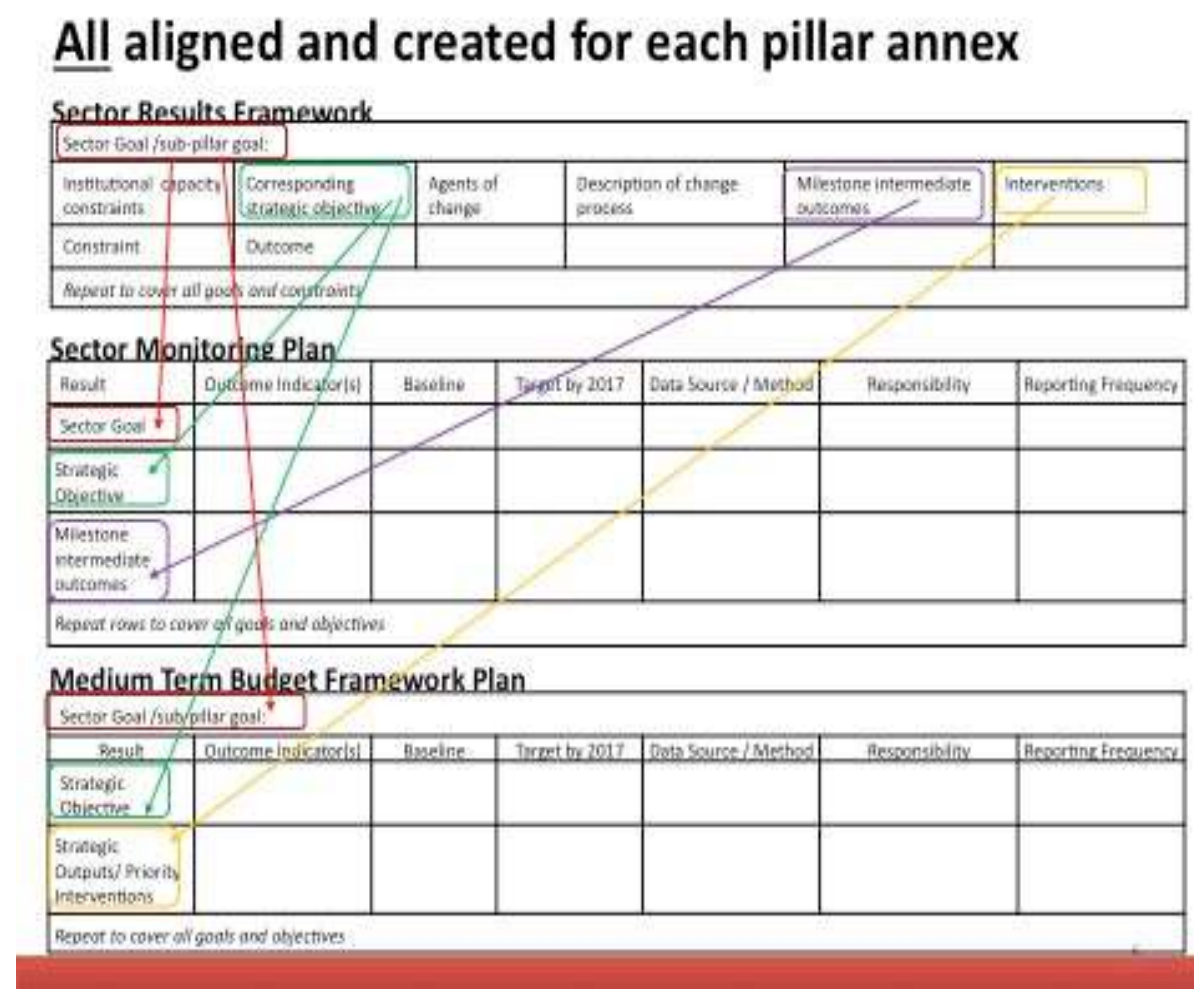 All aligned and created for each pillar annex
Sector Results Framework
Sector Goal /sub-pillar goal:
Institutional capacity constraints
Corresponding strategic objective
Agents of change
Description of change process
Milestone intermediate outcomes
Interventions
Constraint
Outcome
Repeat to cover all goals and constraints
Sector Monitoring Plan
Result
Outcome Indicator(s)
Baseline
Target by 2017
Data Source / Method
Responsibility
Reporting Frequency
Sector Goal
Strategic
Objective
Milestone
intermediate
outcomes
Repeat rows to cover all goals and objectives
Medium Term Budget Framework Plan
Sector Goal /sub/pillar goal:
Result
Outcome Indicator(s)
Baseline
Target by 2017
Data Source / Method
Responsibility
Reporting Frequency
Strategic
Objective
Strategic
Outputs/ Priority
Interventions
Repeat to cover all goals and objectives